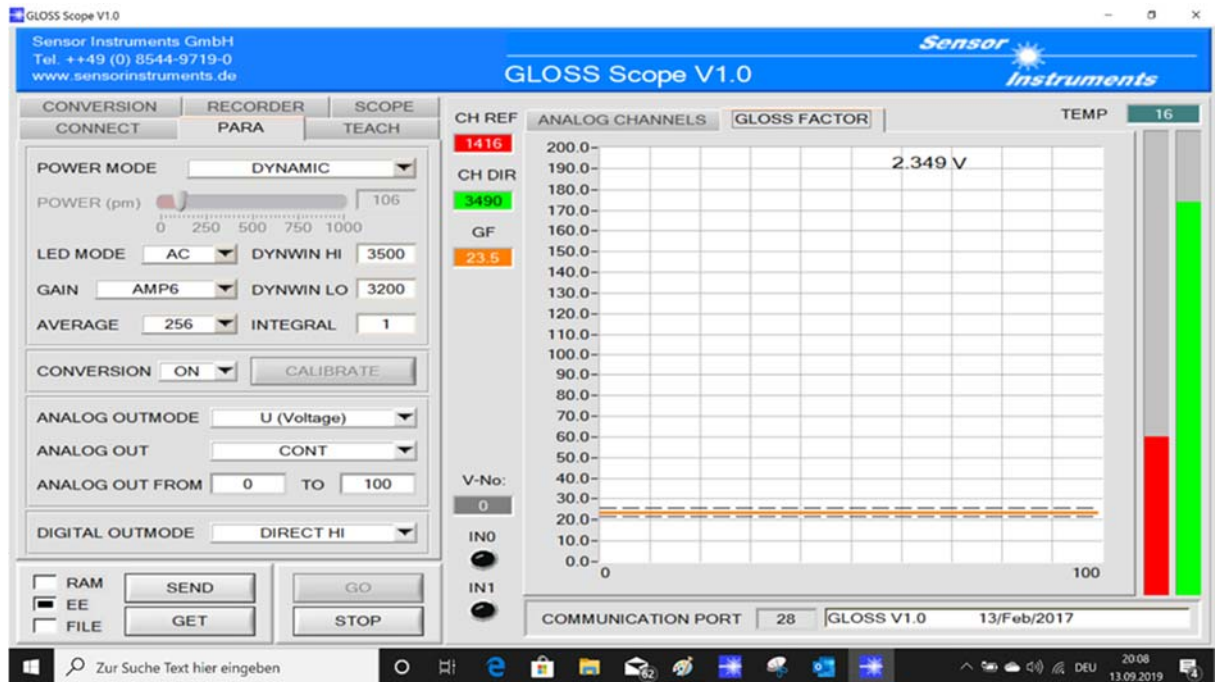 GLOSS Scope V1.0
Sensor Instruments GmbH
Tel. ++49 (0) 8544-9719-0
www.sensorinstruments.de
GLOSS Scope V1.0
Sensor
Instruments
CONVERSION RECORDER SCOPE
CONNECT PARA TEACH
POWER MODE DYNAMIC
POWER (pm) 106
0 250 500 750 1000
LED MODE AC DYNWIN HI 3500
GAIN AMP6 DYNWIN LO 3200
AVERAGE 256 INTEGRAL 1
CONVERSION ON CALIBRATE
ANALOG OUTMODE U (Voltage)
ANALOG OUT CONT
ANALOG OUT FROM 0 TO 100
DIGITAL OUTMODE DIRECT HI
RAM
EE
FILE
SEND
GET
GO
STOP
CH REF
1416
CH DIR
3490
GF
23.5
V-No:
0
IN0
IN1
ANALOG CHANNELS GLOSS FACTOR
TEMP 16
2.349 V
200.0
190.0
180.0
170.0
160.0
150.0
140.0
130.0
120.0
110.0
100.0
90.0
80.0
70.0
60.0
50.0
40.0
30.0
20.0
10.0
0.0
0 100
COMMUNICATION PORT 28 GLOSS V1.0 13/Feb/2017
Zur Suche Text hier eingeben
62
DEU
20:08
13.09.2019
4